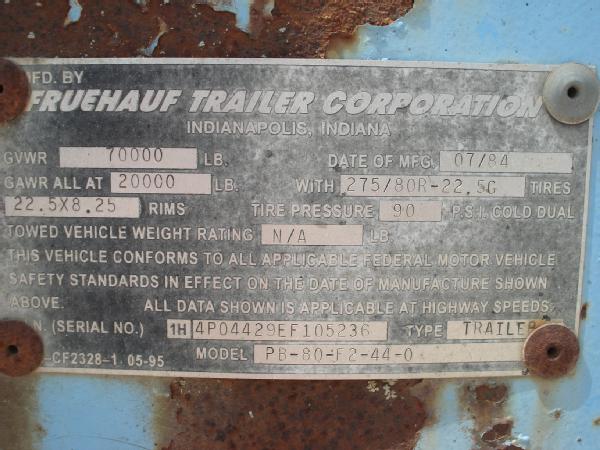 MFD. BY
FRUEHAUF TRAILER CORPORATION
INDIANAPOLIS, INDIANA
GVWR 70000 LB. DATE OF MFG. 07/84
GAWR ALL AT 20000 LB. WITH 275/80R-22.5G TIRES
22.5X8.25 RIMS TIRE PRESSURE 90 P.S.I. COLD DUAL
TOWED VEHICLE WEIGHT RATING N/A LB
THIS VEHICLE CONFORMS TO ALL APPLICABLE FEDERAL MOTOR VEHICLE
SAFETY STANDARDS IN EFFECT ON THE DATE OF MANUFACTURE SHOWN
ABOVE. ALL DATA SHOWN IS APPLICABLE AT HIGHWAY SPEEDS.
N. (SERIAL NO.) 1H 4P04429EF105236 TYPE TRAILER
-CF2328-1 05-95 MODEL PB-80-F2-44-0